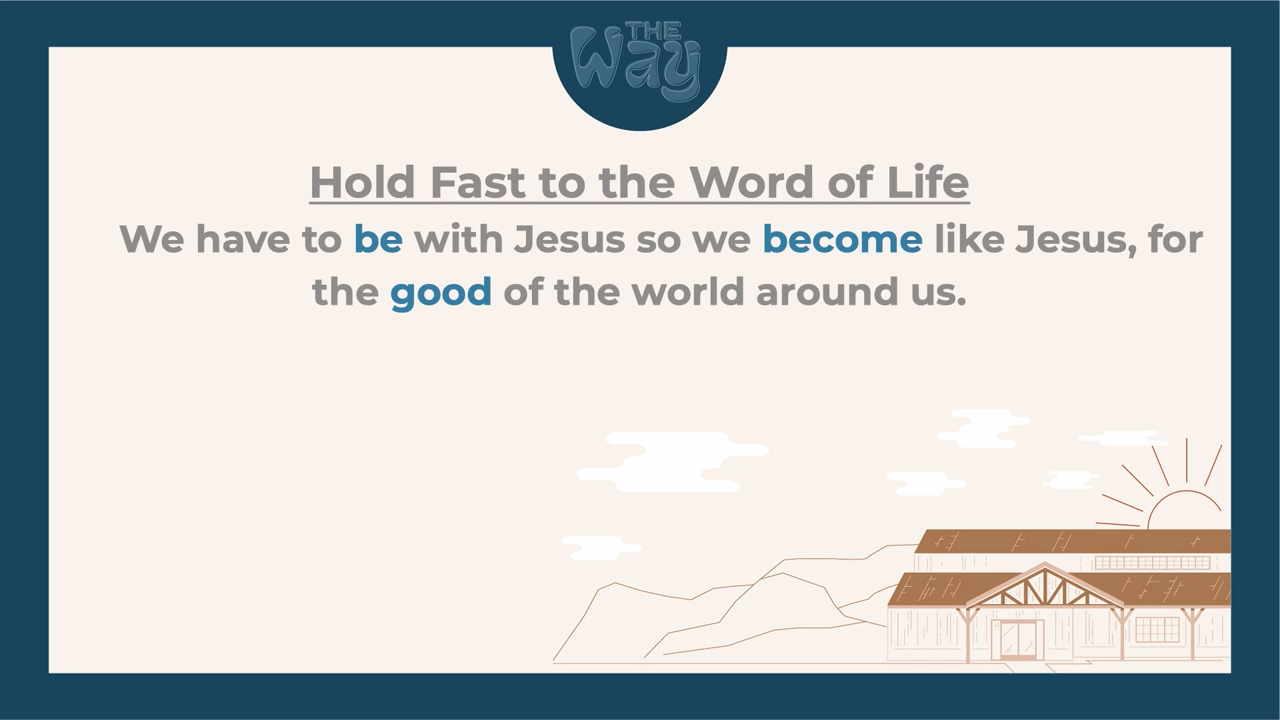 THE
Way
Hold Fast to the Word of Life
We have to be with Jesus so we become like Jesus, for
the good of the world around us.